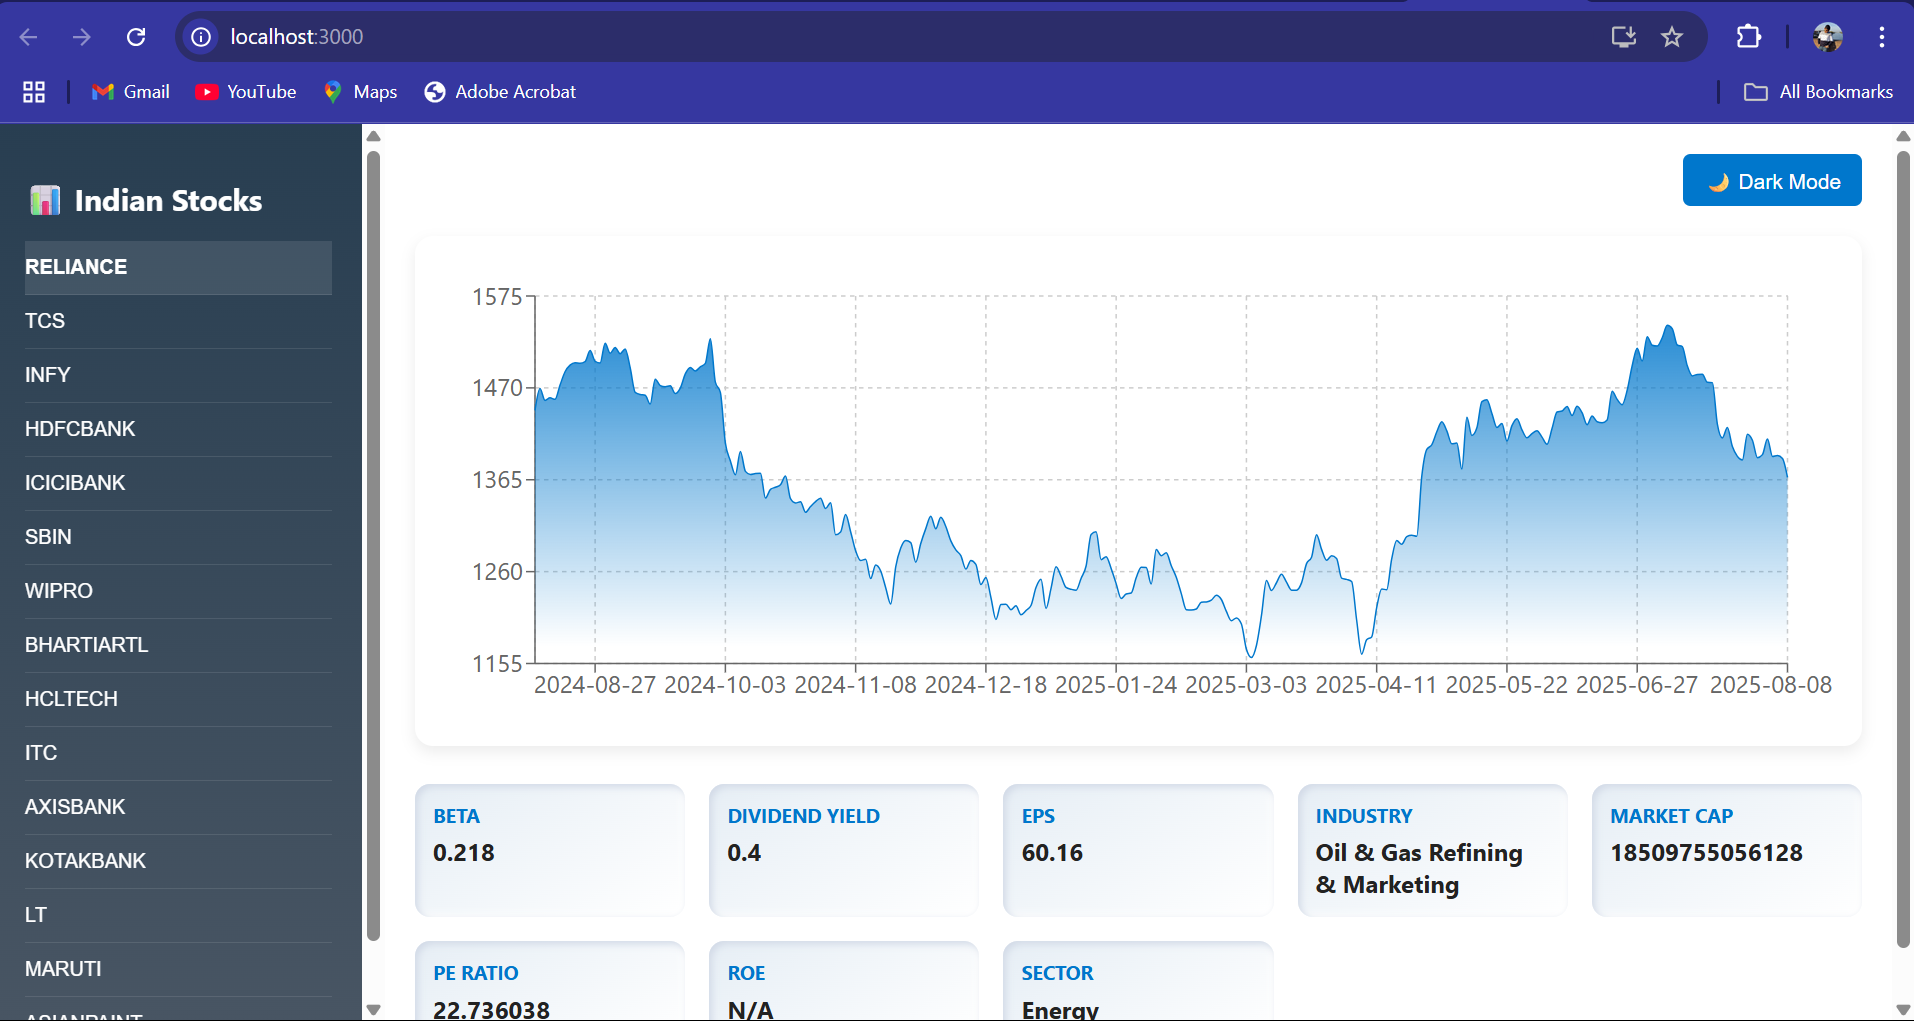 localhost:3000
Gmail
YouTube
Maps
Adobe Acrobat
All Bookmarks
Indian Stocks
RELIANCE
TCS
INFY
HDFCBANK
ICICIBANK
SBIN
WIPRO
BHARTIARTL
HCLTECH
ITC
AXISBANK
KOTAKBANK
LT
MARUTI
ASIANPAINT
Dark Mode
1575
1470
1365
1260
1155
2024-08-27 2024-10-03 2024-11-08 2024-12-18 2025-01-24 2025-03-03 2025-04-11 2025-05-22 2025-06-27 2025-08-08
BETA
0.218
DIVIDEND YIELD
0.4
EPS
60.16
INDUSTRY
Oil & Gas Refining
& Marketing
MARKET CAP
18509755056128
PE RATIO
22.736038
ROE
N/A
SECTOR
Energy